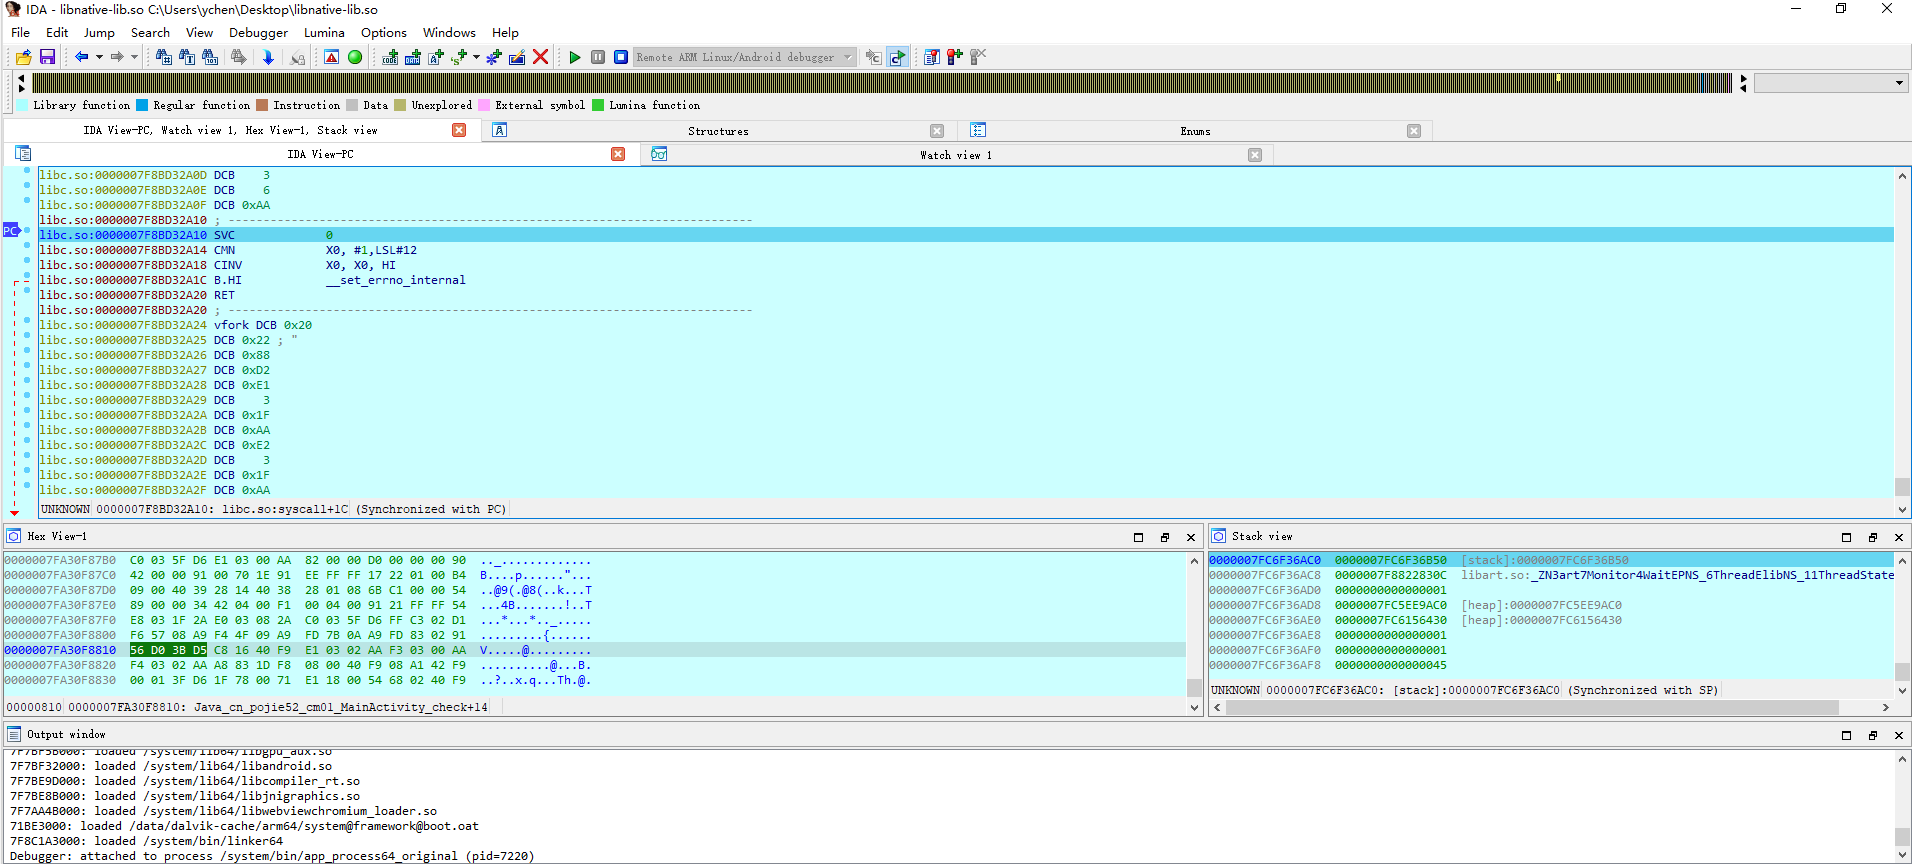 IDA - libnative-lib.so C:\Users\ychen\Desktop\libnative-lib.so
File Edit Jump Search View Debugger Lumina Options Windows Help
Remote ARM Linux/Android debugger
Library function Regular function Instruction Data Unexplored External symbol Lumina function
IDA View-PC, Watch view 1, Hex View-1, Stack view Structures Enums
IDA View-PC Watch view 1
libc.so:0000007F8BD32A0D DCB 3
libc.so:0000007F8BD32A0E DCB 6
libc.so:0000007F8BD32A0F DCB 0xAA
libc.so:0000007F8BD32A10 ; ---------------------------------------------------------------------------
PC libc.so:0000007F8BD32A10 SVC 0
libc.so:0000007F8BD32A14 CMN X0, #1,LSL#12
libc.so:0000007F8BD32A18 CINV X0, X0, HI
libc.so:0000007F8BD32A1C B.HI __set_errno_internal
libc.so:0000007F8BD32A20 RET
libc.so:0000007F8BD32A20 ; ---------------------------------------------------------------------------
libc.so:0000007F8BD32A24 vfork DCB 0x20
libc.so:0000007F8BD32A25 DCB 0x22 ; "
libc.so:0000007F8BD32A26 DCB 0x88
libc.so:0000007F8BD32A27 DCB 0xD2
libc.so:0000007F8BD32A28 DCB 0xE1
libc.so:0000007F8BD32A29 DCB 3
libc.so:0000007F8BD32A2A DCB 0x1F
libc.so:0000007F8BD32A2B DCB 0xAA
libc.so:0000007F8BD32A2C DCB 0xE2
libc.so:0000007F8BD32A2D DCB 3
libc.so:0000007F8BD32A2E DCB 0x1F
libc.so:0000007F8BD32A2F DCB 0xAA
UNKNOWN 0000007F8BD32A10: libc.so:syscall+1C (Synchronized with PC)
Hex View-1
0000007FA30F87B0 C0 03 5F D6 E1 03 00 AA 82 00 00 D0 00 00 00 90 .._.............
0000007FA30F87C0 42 00 00 91 00 70 1E 91 EE FF FF 17 22 01 00 B4 B....p......"...
0000007FA30F87D0 09 00 40 39 28 14 40 38 28 01 08 6B C1 00 00 54 ..@9(.@8(..k...T
0000007FA30F87E0 89 00 00 34 42 04 00 F1 00 04 00 91 21 FF FF 54 ...4B.......!..T
0000007FA30F87F0 E8 03 1F 2A E0 03 08 2A C0 03 5F D6 FF C3 02 D1 ...*...*.._.....
0000007FA30F8800 F6 57 08 A9 F4 4F 09 A9 FD 7B 0A A9 FD 83 02 91 .........{......
0000007FA30F8810 56 D0 3B D5 C8 16 40 F9 E1 03 02 AA F3 03 00 AA V.....@.........
0000007FA30F8820 F4 03 02 AA A8 83 1D F8 08 00 40 F9 08 A1 42 F9 ..........@...B.
0000007FA30F8830 00 01 3F D6 1F 78 00 71 E1 18 00 54 68 02 40 F9 ..?..x.q...Th.@.
00000810 0000007FA30F8810: Java_cn_pojie52_cm01_MainActivity_check+14
Stack view
0000007FC6F36AC0 0000007FC6F36B50 [stack]:0000007FC6F36B50
0000007FC6F36AC8 0000007F8822830C libart.so:_ZN3art7Monitor4WaitEPNS_6ThreadElibNS_11ThreadState
0000007FC6F36AD0 0000000000000001
0000007FC6F36AD8 0000007FC5EE9AC0 [heap]:0000007FC5EE9AC0
0000007FC6F36AE0 0000007FC6156430 [heap]:0000007FC6156430
0000007FC6F36AE8 0000000000000001
0000007FC6F36AF0 0000000000000001
0000007FC6F36AF8 0000000000000045
UNKNOWN 0000007FC6F36AC0: [stack]:0000007FC6F36AC0 (Synchronized with SP)
Output window
7F7BF5B000: loaded /system/lib64/libgpu_aux.so
7F7BF32000: loaded /system/lib64/libandroid.so
7F7BE9D000: loaded /system/lib64/libcompiler_rt.so
7F7BE8B000: loaded /system/lib64/libjnigraphics.so
7F7AA4B000: loaded /system/lib64/libwebviewchromium_loader.so
71BE3000: loaded /data/dalvik-cache/arm64/system@framework@boot.oat
7F8C1A3000: loaded /system/bin/linker64
Debugger: attached to process /system/bin/app_process64_original (pid=7220)